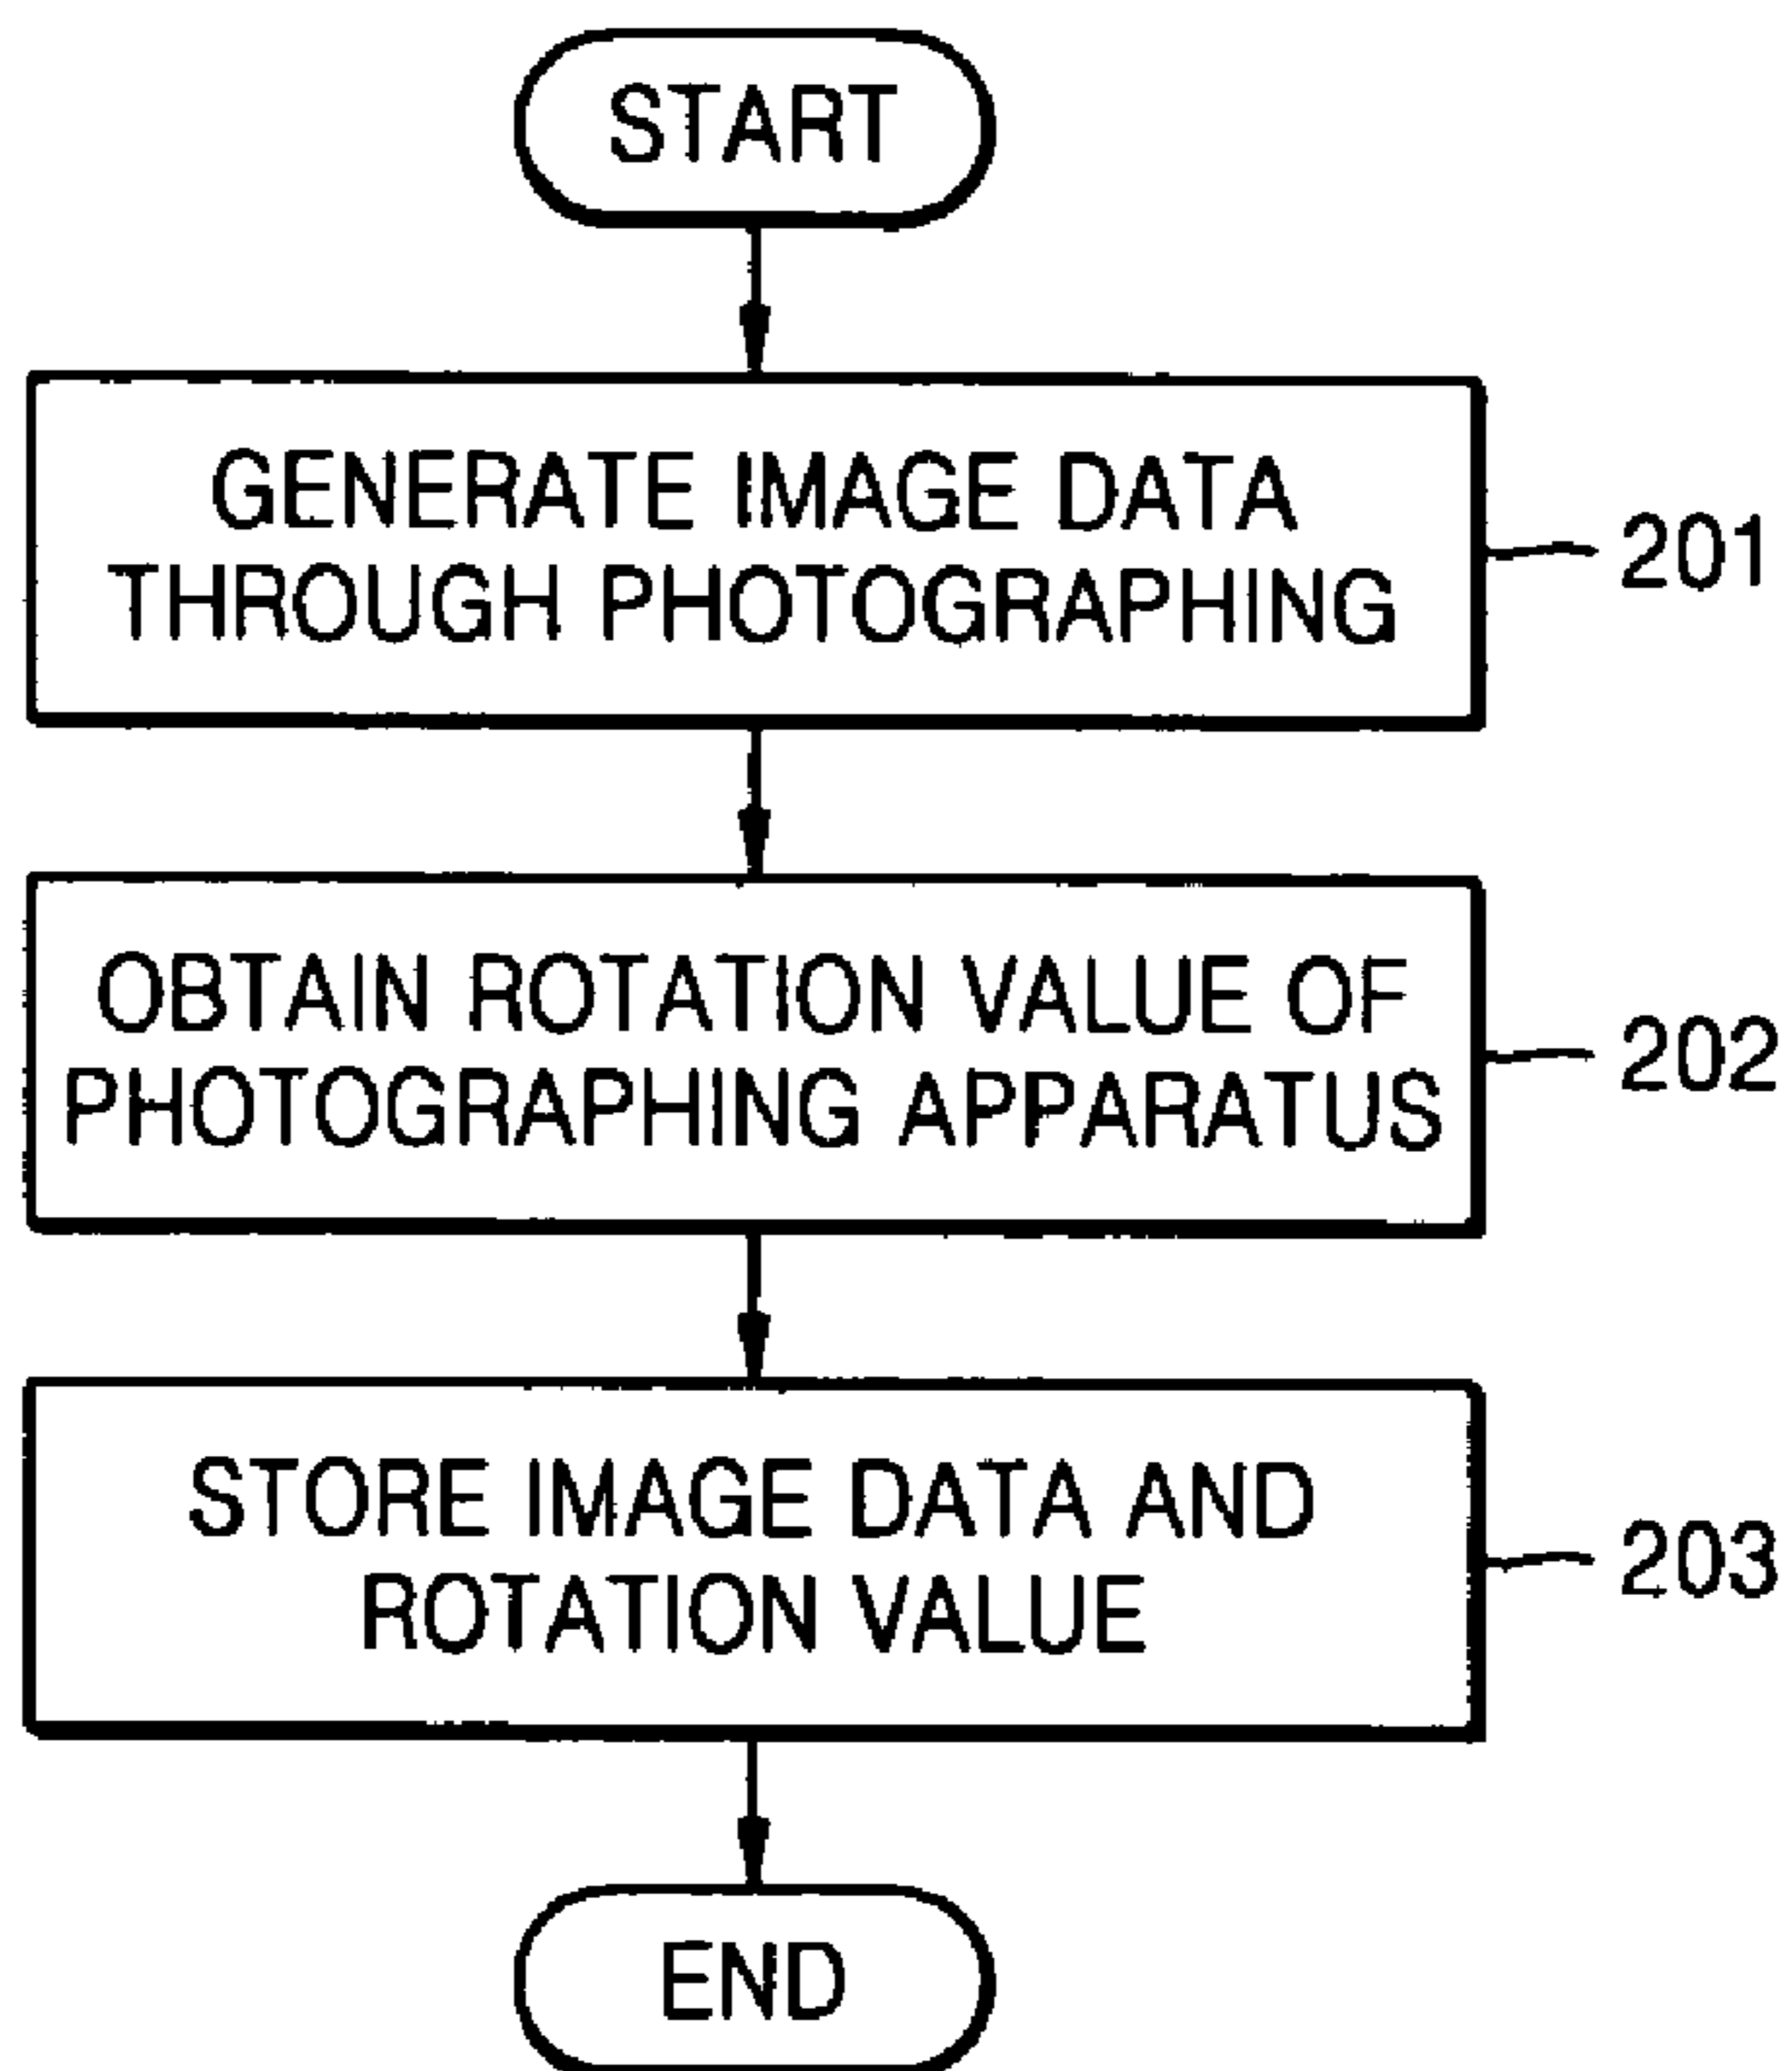 START
GENERATE IMAGE DATA
THROUGH PHOTOGRAPHING
201
OBTAIN ROTATION VALUE OF
PHOTOGRAPHING APPARATUS
202
STORE IMAGE DATA AND
ROTATION VALUE
203
END